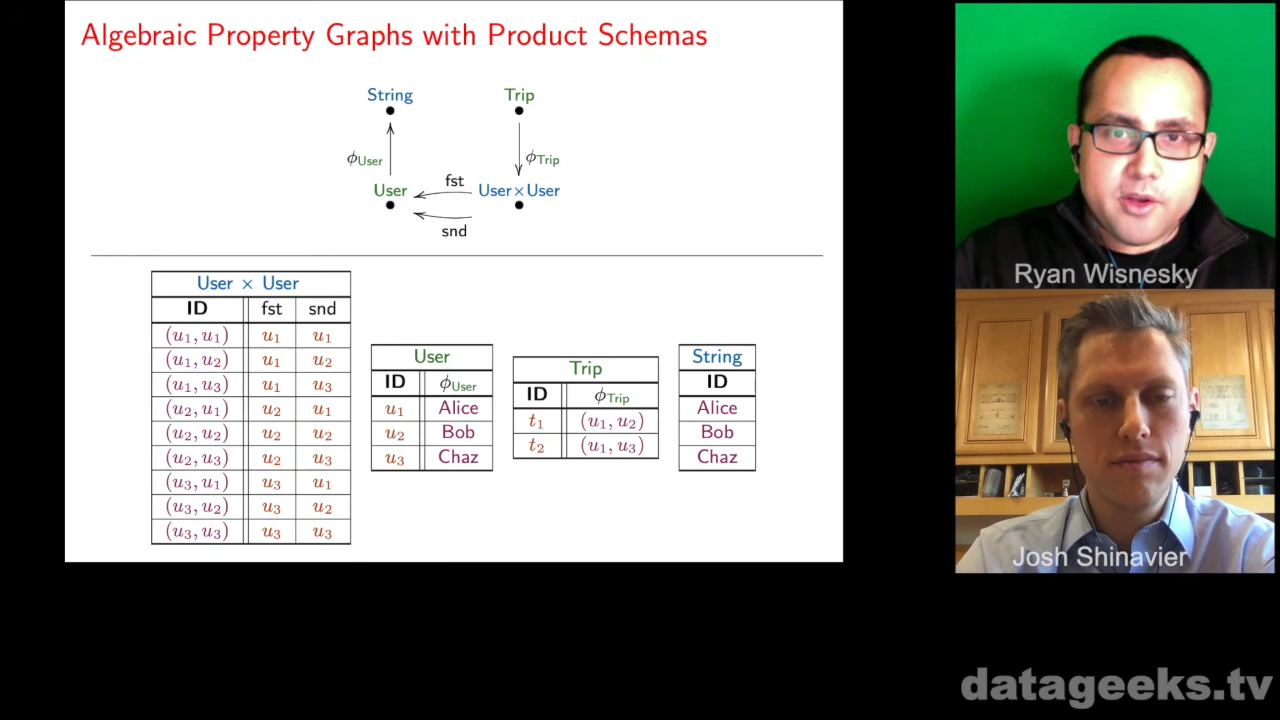 Algebraic Property Graphs with Product Schemas
String Trip
ϕUser ϕTrip
User fst User×User
snd
User × User
ID fst snd
(u1, u1) u1 u1
(u1, u2) u1 u2
(u1, u3) u1 u3
(u2, u1) u2 u1
(u2, u2) u2 u2
(u2, u3) u2 u3
(u3, u1) u3 u1
(u3, u2) u3 u2
(u3, u3) u3 u3
User
ID ϕUser
u1 Alice
u2 Bob
u3 Chaz
Trip
ID ϕTrip
t1 (u1, u2)
t2 (u1, u3)
String
ID
Alice
Bob
Chaz
Ryan Wisnesky
Josh Shinavier
datageeks.tv